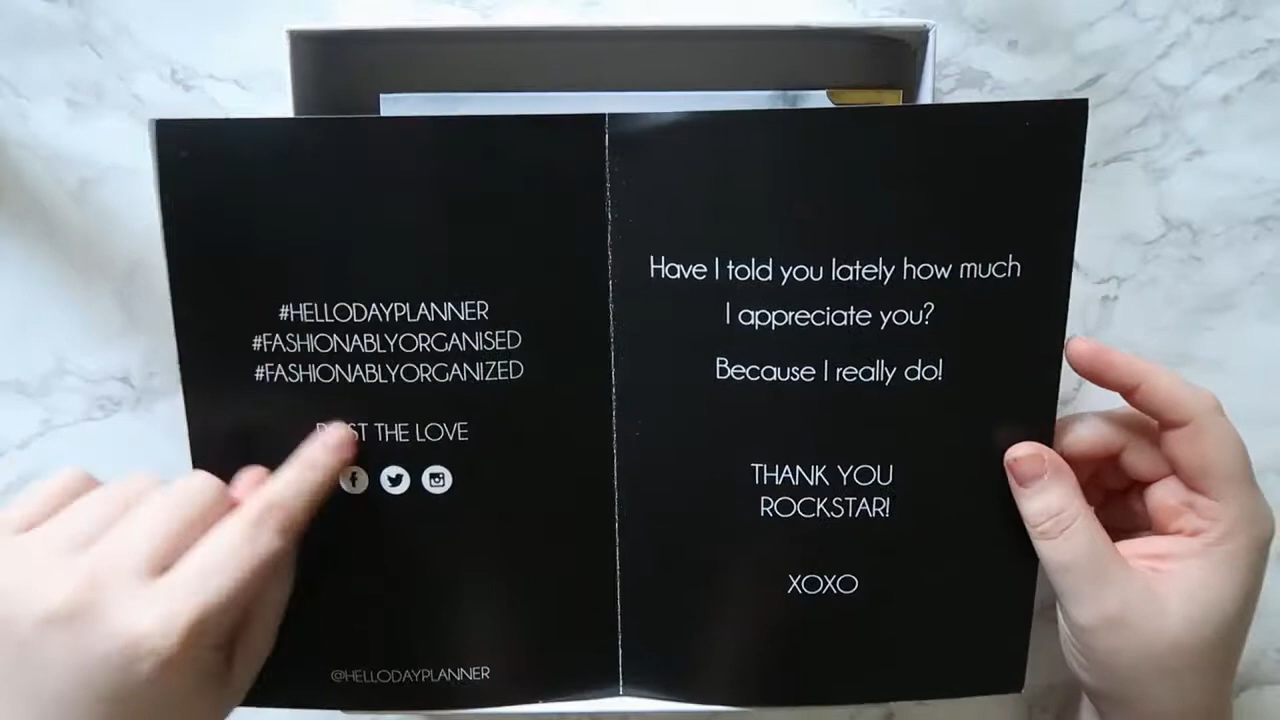 #HELLODAYPLANNER
#FASHIONABLYORGANISED
#FASHIONABLYORGANIZED
THE LOVE
@HELLODAYPLANNER
Have I told you lately how much
I appreciate you?
Because I really do!
THANK YOU
ROCKSTAR!
XOXO